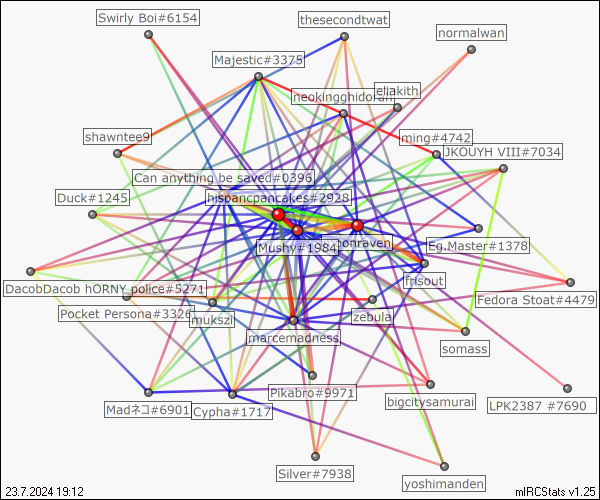 Swirly Boi#6154
thesecondtwat
normalwan
Majestic#3375
neokingghidorah
eliakith
shawntee9
ming#4742
JKOUYH VIII#7034
Can anything be saved#0396
Duck#1245
hispancpancakes#2928
Mushy#1984
Eg.Master#1378
frisout
DacobDacob hORNY police#5271
Fedora Stoat#4479
Pocket Persona#3326
mukszi
zebula
marcemadness
somass
Pikabro#9971
bigcitysamurai
LPK2387 #7690
Madネコ#6901
Cypha#1717
Silver#7938
yoshimanden
23.7.2024 19:12
mIRCStats v1.25